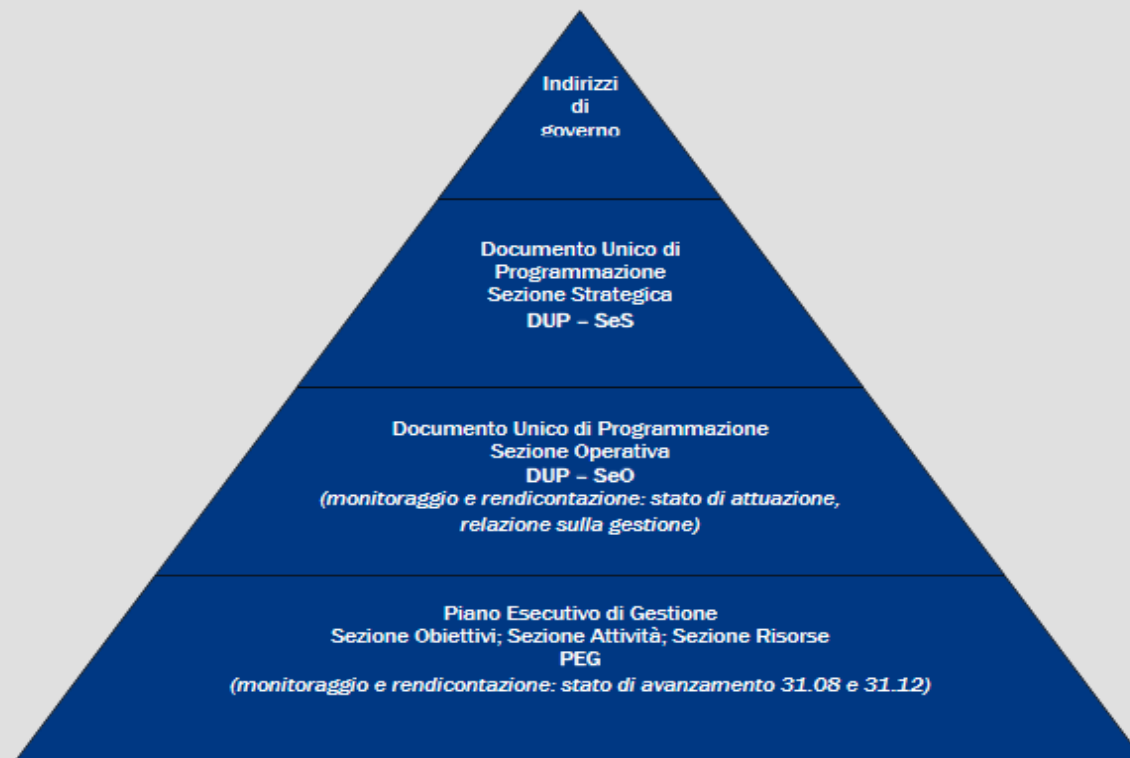 Indirizzi
di
governo
Documento Unico di
Programmazione
Sezione Strategica
DUP – SeS
Documento Unico di Programmazione
Sezione Operativa
DUP – SeO
(monitoraggio e rendicontazione: stato di attuazione,
relazione sulla gestione)
Piano Esecutivo di Gestione
Sezione Obiettivi; Sezione Attività; Sezione Risorse
PEG
(monitoraggio e rendicontazione: stato di avanzamento 31.08 e 31.12)